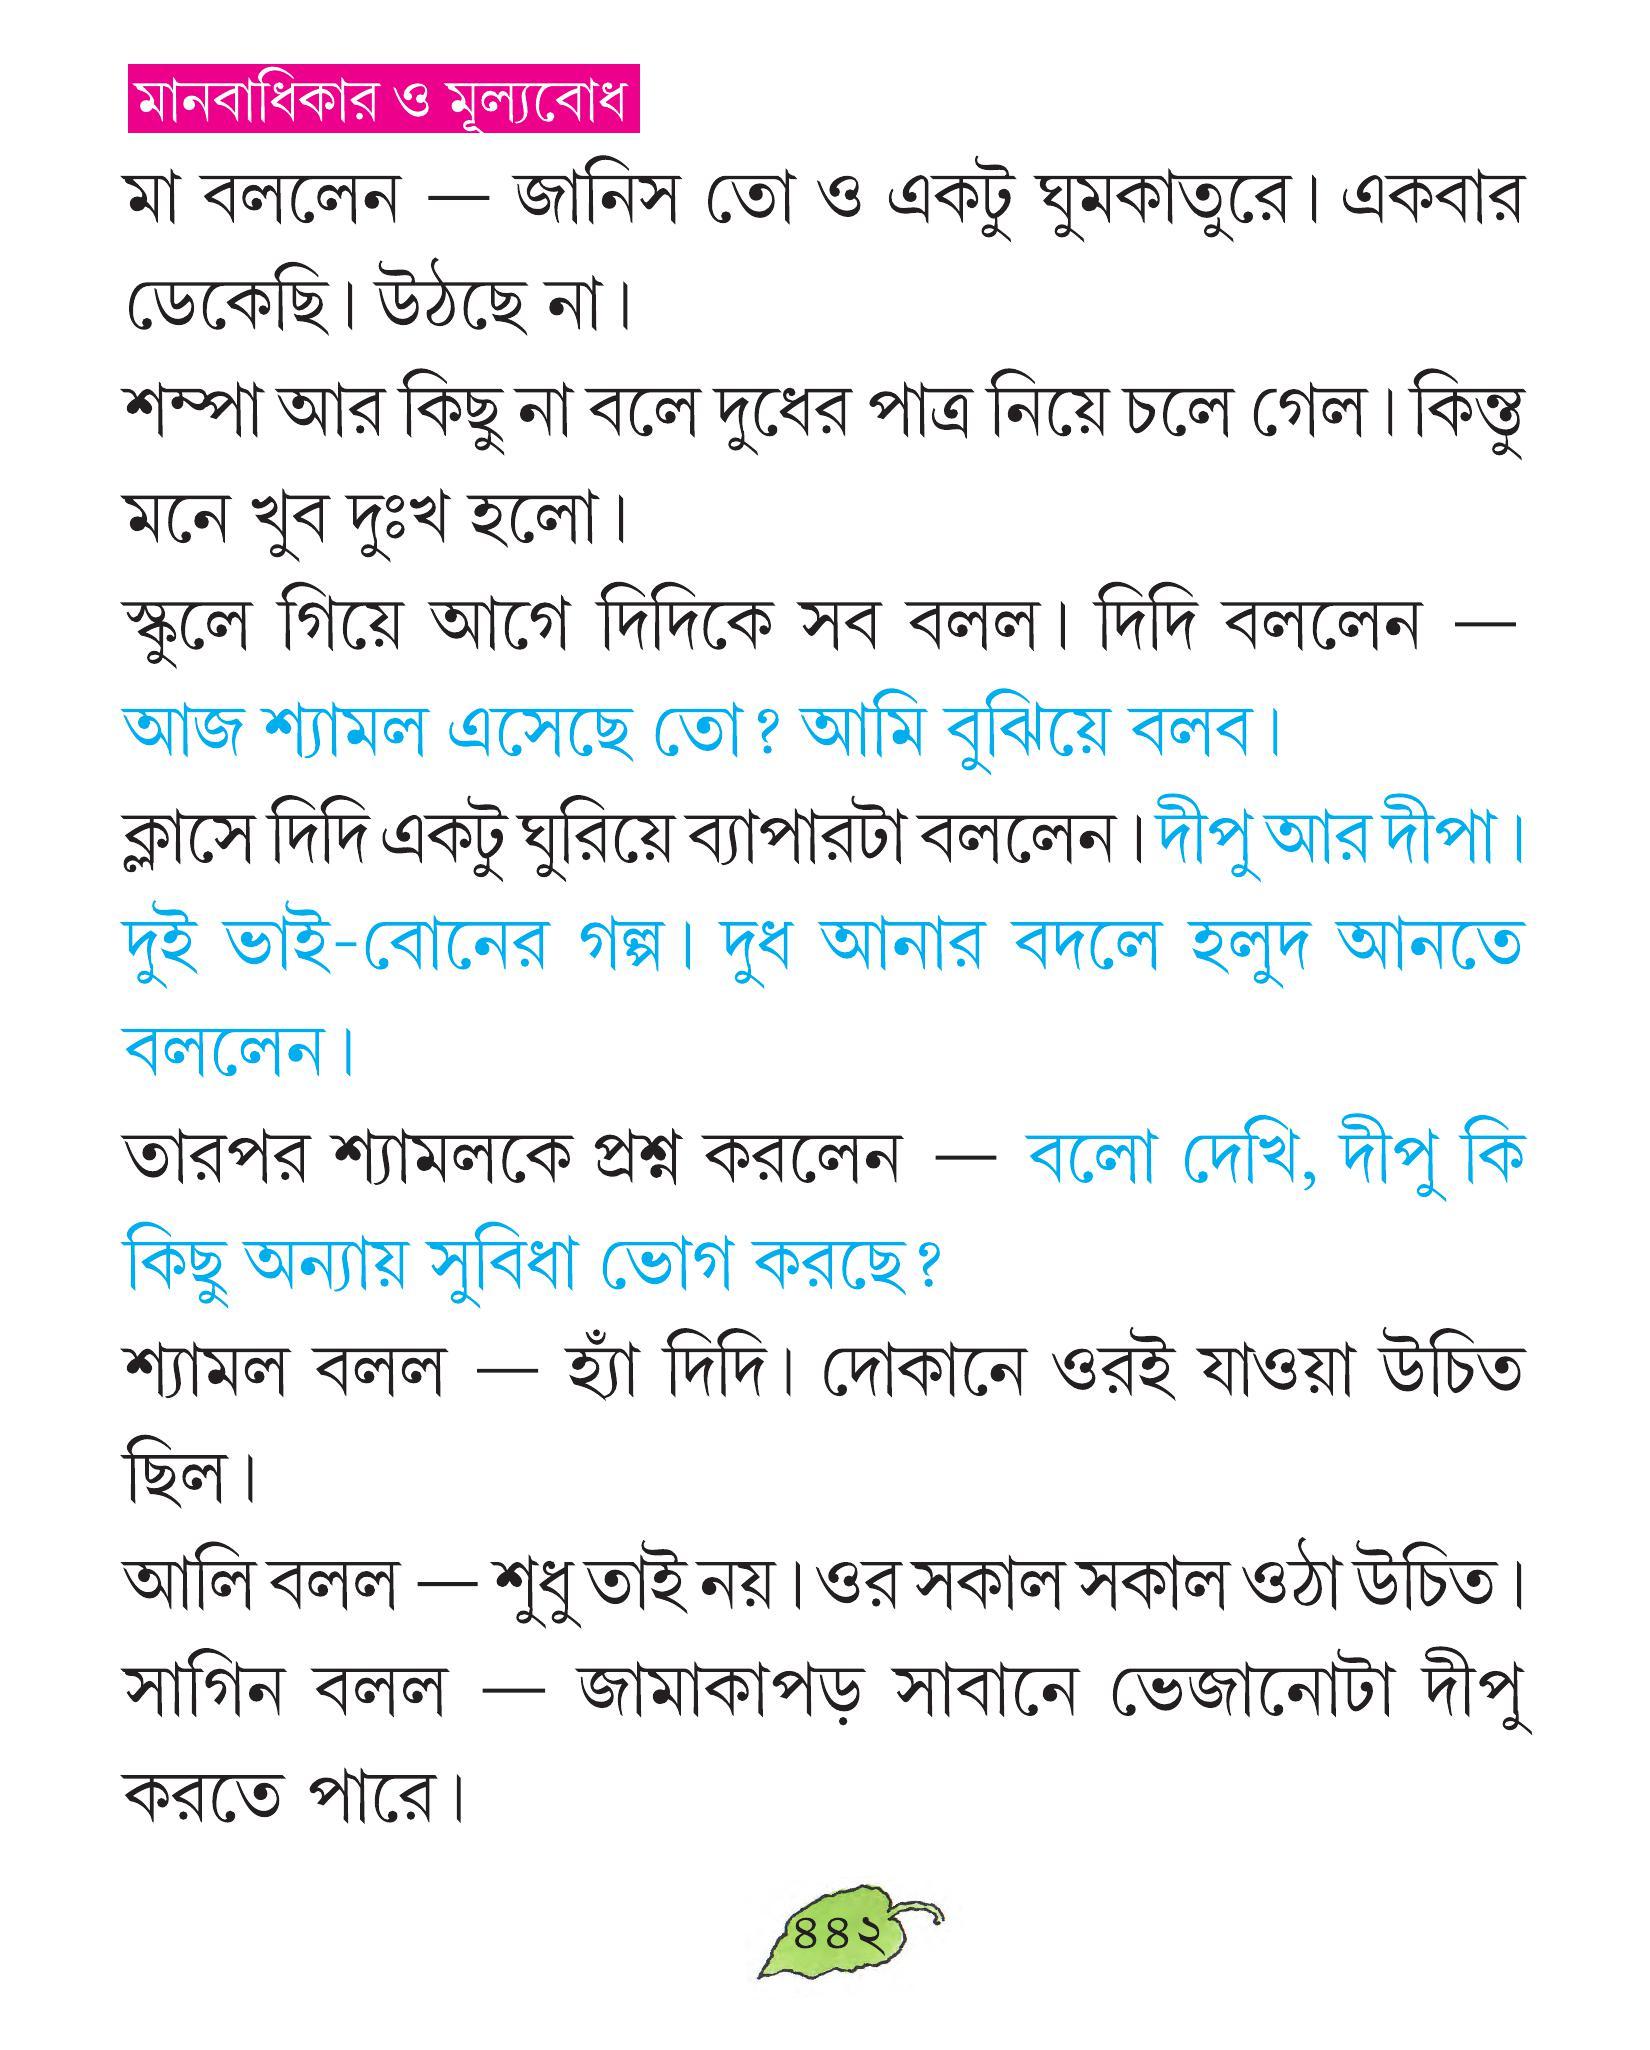 মানবাধিকার ও মূল্যবোধ
মা বললেন — জানিস তো ও একটু ঘুমকাতুরে। একবার
ডেকেছি। উঠছে না।
শম্পা আর কিছু না বলে দুধের পাত্র নিয়ে চলে গেল। কিন্তু
মনে খুব দুঃখ হলো।
স্কুলে গিয়ে আগে দিদিকে সব বলল। দিদি বললেন —
আজ শ্যামল এসেছে তো? আমি বুঝিয়ে বলব।
ক্লাসে দিদি একটু ঘুরিয়ে ব্যাপারটা বললেন। দীপু আর দীপা।
দুই ভাই-বোনের গল্প। দুধ আনার বদলে হলুদ আনতে
বললেন।
তারপর শ্যামলকে প্রশ্ন করলেন — বলো দেখি, দীপু কি
কিছু অন্যায় সুবিধা ভোগ করছে?
শ্যামল বলল — হ্যাঁ দিদি। দোকানে ওরই যাওয়া উচিত
ছিল।
আলি বলল — শুধু তাই নয়। ওর সকাল সকাল ওঠা উচিত।
সাগিন বলল — জামাকাপড় সাবানে ভেজানোটা দীপু
করতে পারে।
৪৪২